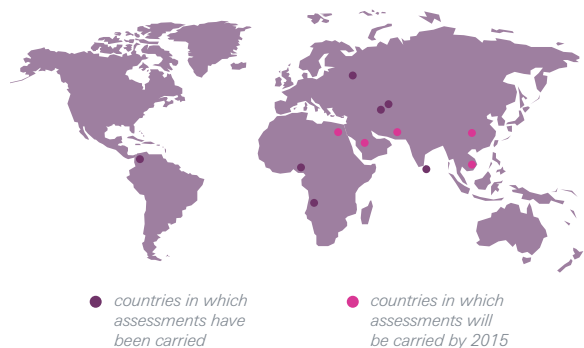 countries in which
assessments have
been carried
countries in which
assessments will
be carried by 2015